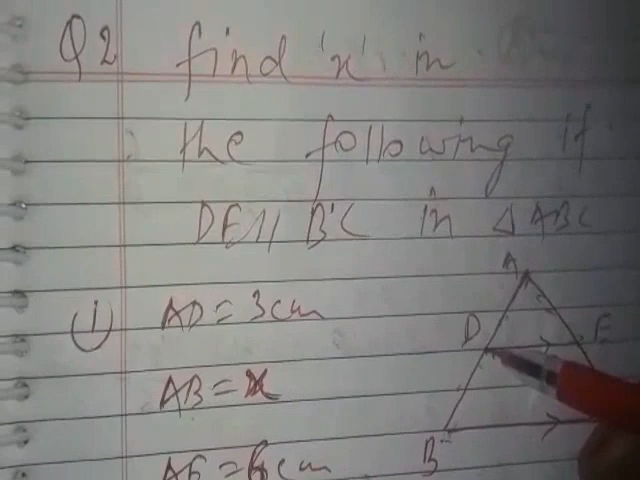 Q2 find 'x' in
the following if
DE || BC in △ABC
(i) AD = 3cm
AB = x
A
D
E
B